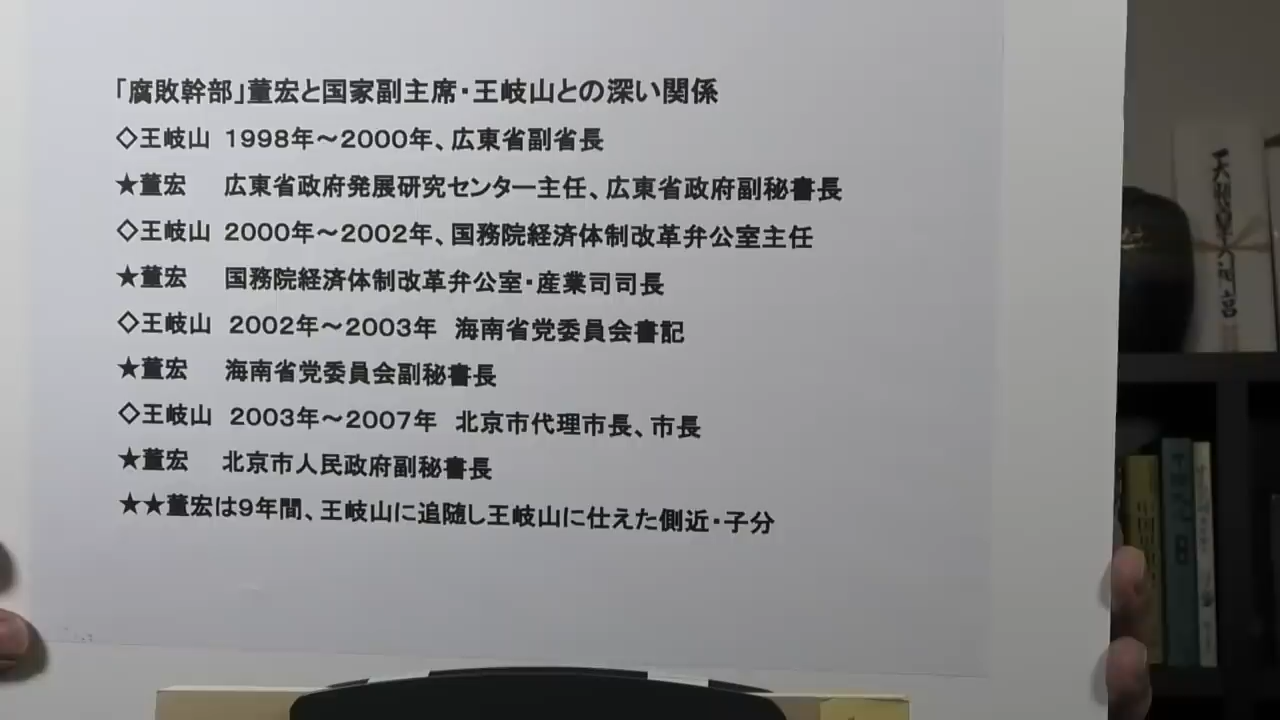 「腐敗幹部」董宏と国家副主席・王岐山との深い関係
◇王岐山 1998年~2000年、広東省副省長
★董宏 広東省政府発展研究センター主任、広東省政府副秘書長
◇王岐山 2000年~2002年、国務院経済体制改革弁公室主任
★董宏 国務院経済体制改革弁公室・産業司司長
◇王岐山 2002年~2003年 海南省党委員会書記
★董宏 海南省党委員会副秘書長
◇王岐山 2003年~2007年 北京市代理市長、市長
★董宏 北京市人民政府副秘書長
★★董宏は9年間、王岐山に追随し王岐山に仕えた側近・子分